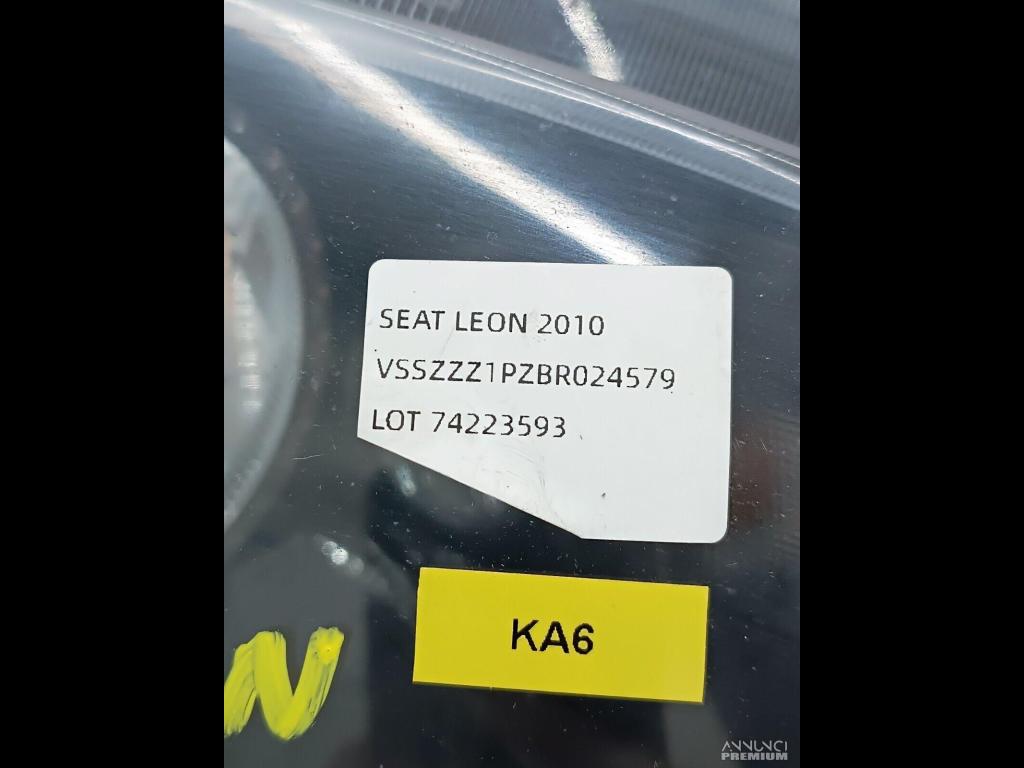 SEAT LEON 2010
VSSZZZ1PZBR024579
LOT 74223593
KA6
N
ANNUNCI
PREMIUM